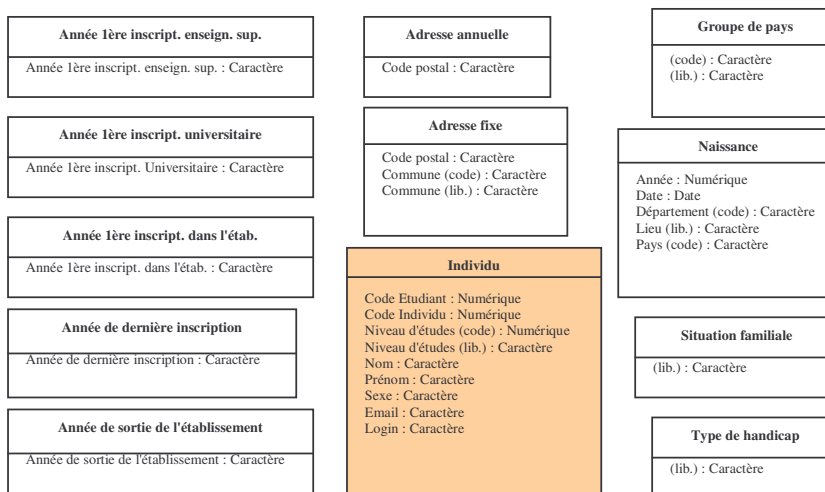 Année 1ère inscript. enseign. sup.
Année 1ère inscript. enseign. sup. : Caractère
Année 1ère inscript. universitaire
Année 1ère inscript. Universitaire : Caractère
Année 1ère inscript. dans l'étab.
Année 1ère inscript. dans l'étab. : Caractère
Année de dernière inscription
Année de dernière inscription : Caractère
Année de sortie de l'établissement
Année de sortie de l'établissement : Caractère
Adresse annuelle
Code postal : Caractère
Adresse fixe
Code postal : Caractère
Commune (code) : Caractère
Commune (lib.) : Caractère
Individu
Code Etudiant : Numérique
Code Individu : Numérique
Niveau d'études (code) : Numérique
Niveau d'études (lib.) : Caractère
Nom : Caractère
Prénom : Caractère
Sexe : Caractère
Email : Caractère
Login : Caractère
Groupe de pays
(code) : Caractère
(lib.) : Caractère
Naissance
Année : Numérique
Date : Date
Département (code) : Caractère
Lieu (lib.) : Caractère
Pays (code) : Caractère
Situation familiale
(lib.) : Caractère
Type de handicap
(lib.) : Caractère